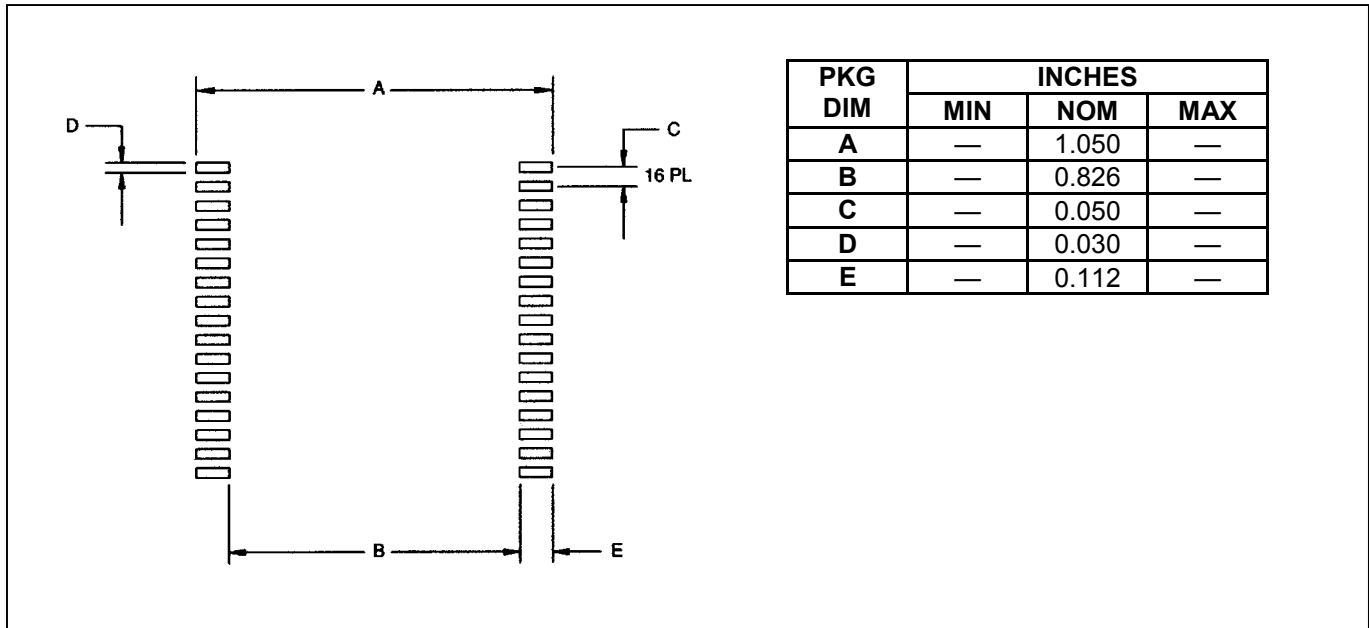 A
D
C
16 PL
B
E
PKG DIM INCHES
MIN NOM MAX
A — 1.050 —
B — 0.826 —
C — 0.050 —
D — 0.030 —
E — 0.112 —